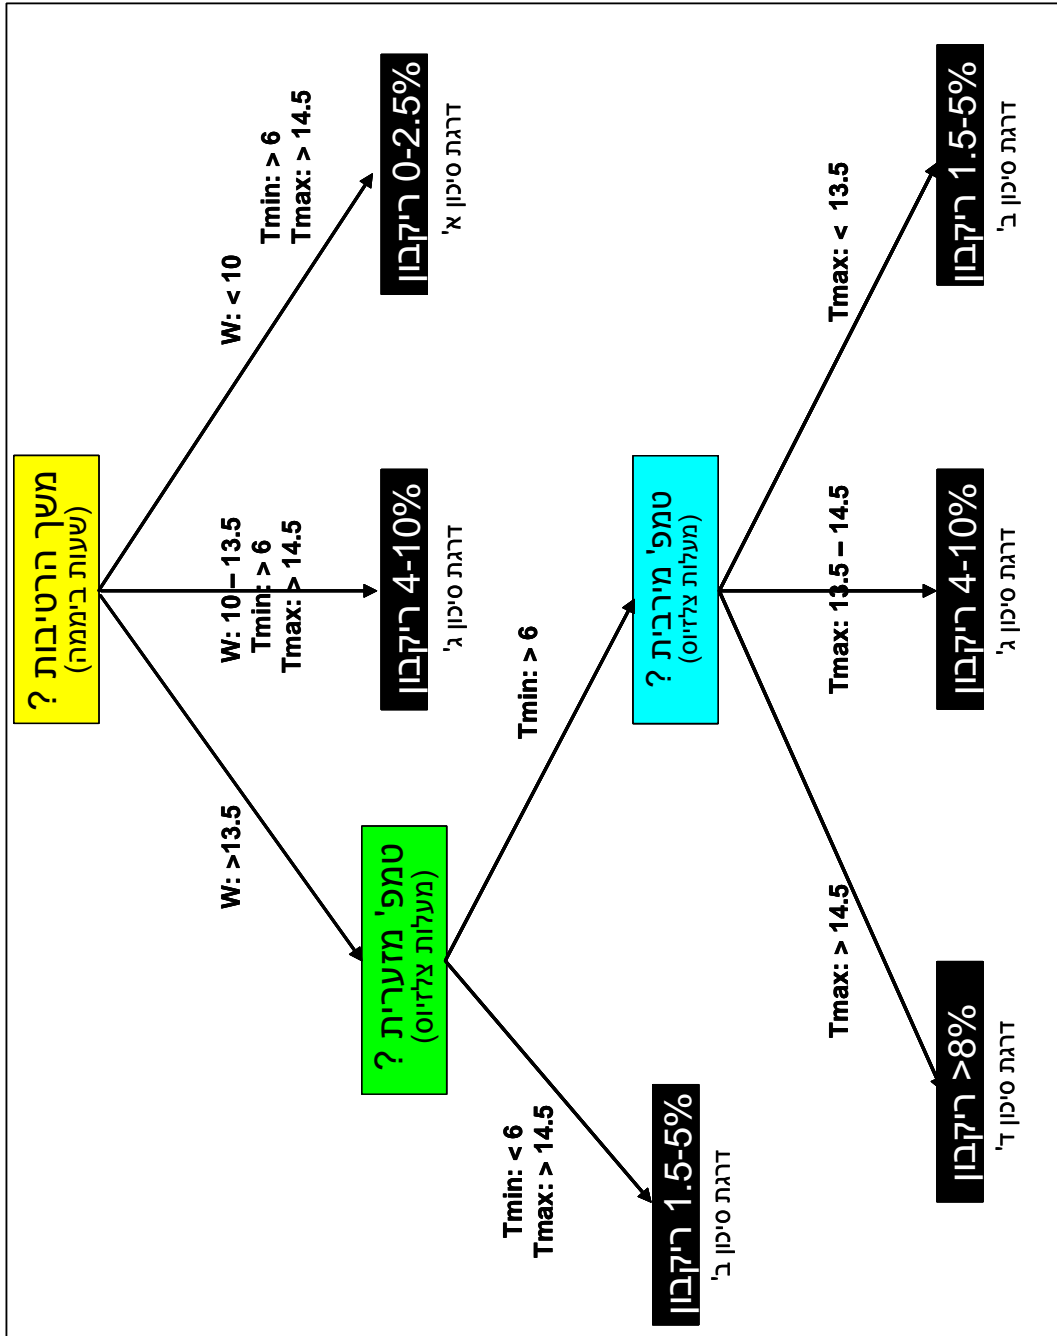 משך הרטיבות ?
(שעות ביממה)
W: >13.5
W: 10 – 13.5
Tmin: > 6
Tmax: > 14.5
W: < 10
Tmin: > 6
Tmax: > 14.5
טמפ' מזערית ?
(מעלות צלזיוס)
ריקבון 4-10%
דרגת סיכון ג'
ריקבון 0-2.5%
דרגת סיכון א'
Tmin: < 6
Tmax: > 14.5
Tmin: > 6
ריקבון 1.5-5%
דרגת סיכון ב'
טמפ' מירבית ?
(מעלות צלזיוס)
Tmax: > 14.5
Tmax: 13.5 – 14.5
Tmax: < 13.5
ריקבון >8%
דרגת סיכון ד'
ריקבון 4-10%
דרגת סיכון ג'
ריקבון 1.5-5%
דרגת סיכון ב'